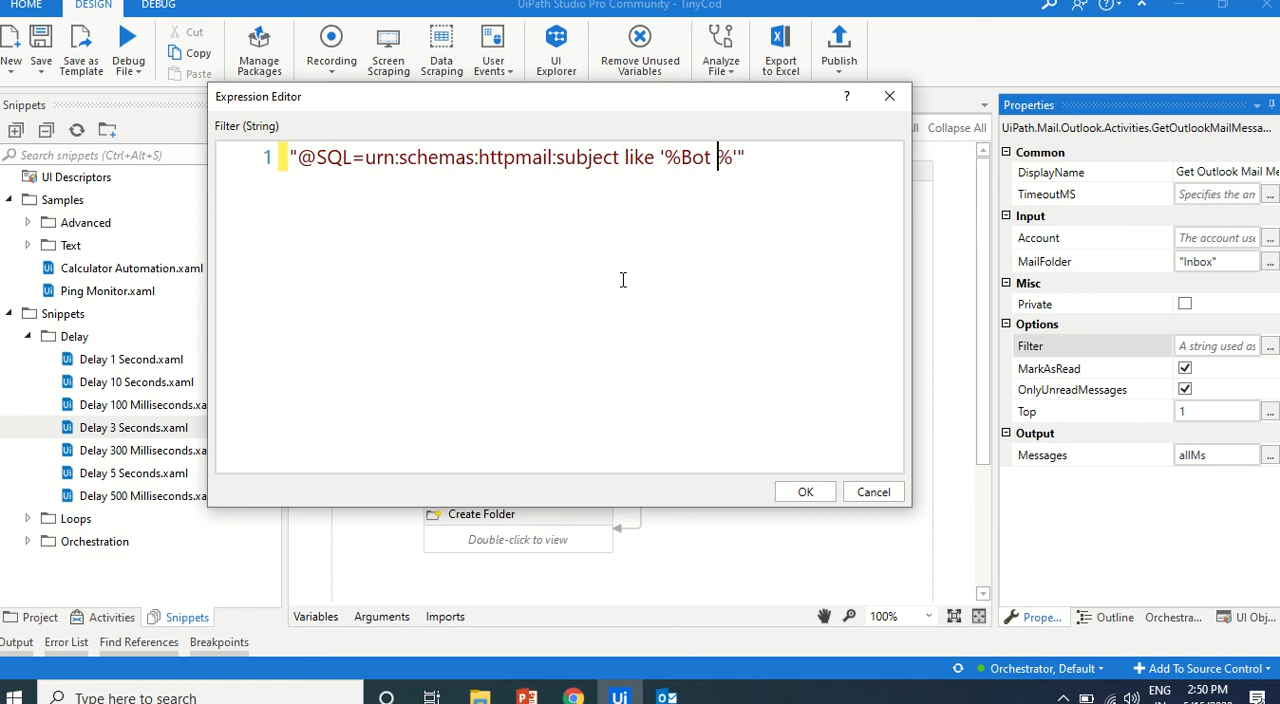 HOME DESIGN DEBUG UiPath Studio Pro Community - TinyCod
New Save Save as Template Debug File Cut Copy Paste Manage Packages Recording Screen Scraping Data Scraping User Events UI Explorer Remove Unused Variables Analyze File Export to Excel Publish
Snippets
Search snippets (Ctrl+Alt+S)
UI Descriptors
Samples
Advanced
Text
Calculator Automation.xaml
Ping Monitor.xaml
Snippets
Delay
Delay 1 Second.xaml
Delay 10 Seconds.xaml
Delay 100 Milliseconds.xa
Delay 3 Seconds.xaml
Delay 300 Milliseconds.xa
Delay 5 Seconds.xaml
Delay 500 Milliseconds.xa
Loops
Orchestration
Project Activities Snippets
Expression Editor ?
Filter (String)
1 "@SQL=urn:schemas:httpmail:subject like '%Bot %'"
OK Cancel
Collapse All
Create Folder
Double-click to view
Variables Arguments Imports 100%
Properties
UiPath.Mail.Outlook.Activities.GetOutlookMailMessa...
Common
DisplayName Get Outlook Mail Me
TimeoutMS Specifies the an ...
Input
Account The account use ...
MailFolder "Inbox" ...
Misc
Private
Options
Filter A string used as ...
MarkAsRead
OnlyUnreadMessages
Top 1 ...
Output
Messages allMs ...
Prope... Outline Orchestra... UI Obj...
Output Error List Find References Breakpoints
Orchestrator, Default Add To Source Control
Type here to search
ENG 2:50 PM